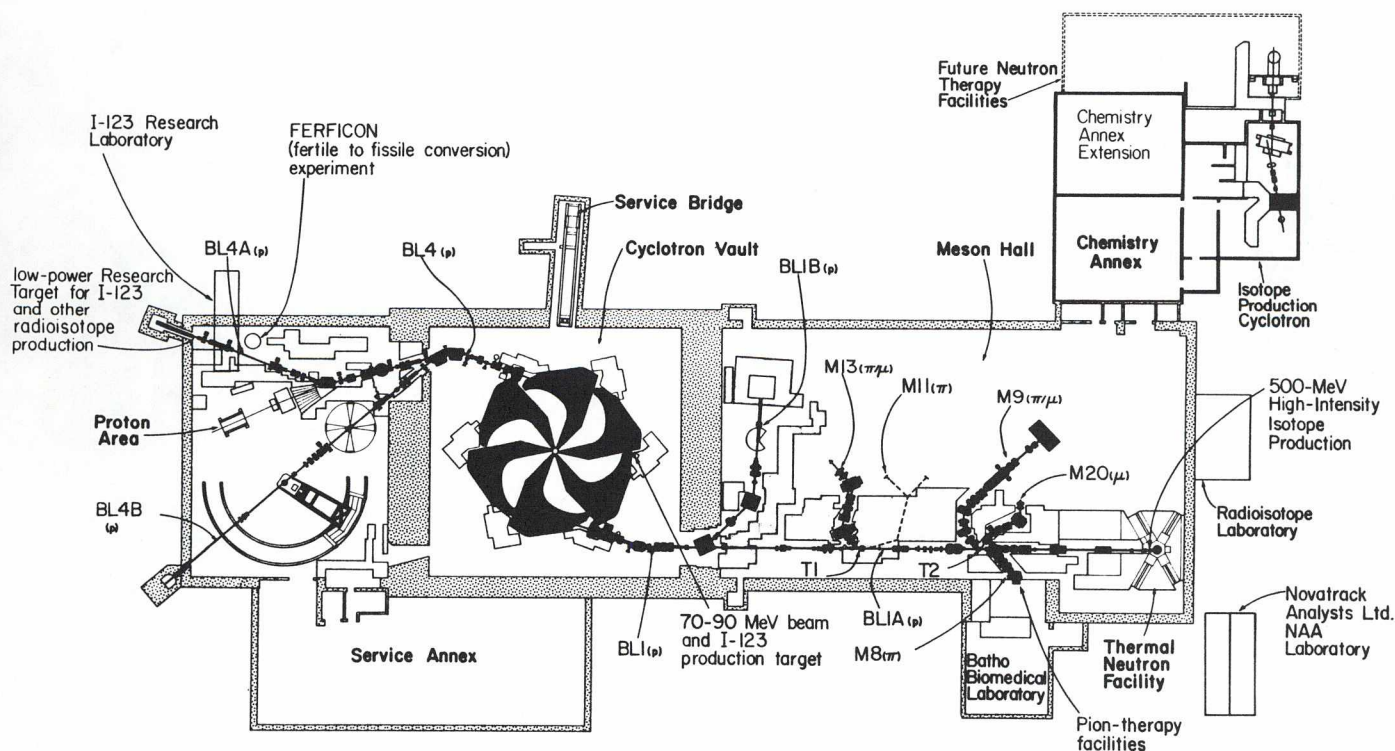 Future Neutron
Therapy
Facilities
Chemistry
Annex
Extension
I-123 Research
Laboratory
FERFICON
(fertile to fissile conversion)
experiment
Service Bridge
BL4A(p)
BL4(p)
Cyclotron Vault
BL1B(p)
Meson Hall
Chemistry
Annex
low-power Research
Target for I-123
and other
radioisotope
production
Isotope
Production
Cyclotron
M13(π/μ)
M11(π)
M9(π/μ)
500-MeV
High-Intensity
Isotope
Production
Proton
Area
M20(μ)
BL4B
(p)
Radioisotope
Laboratory
T1
T2
70-90 MeV beam
and I-123
production target
BL1(p)
BL1A(p)
M8(π)
Service Annex
Batho
Biomedical
Laboratory
Thermal
Neutron
Facility
Novatrack
Analysts Ltd.
NAA
Laboratory
Pion-therapy
facilities